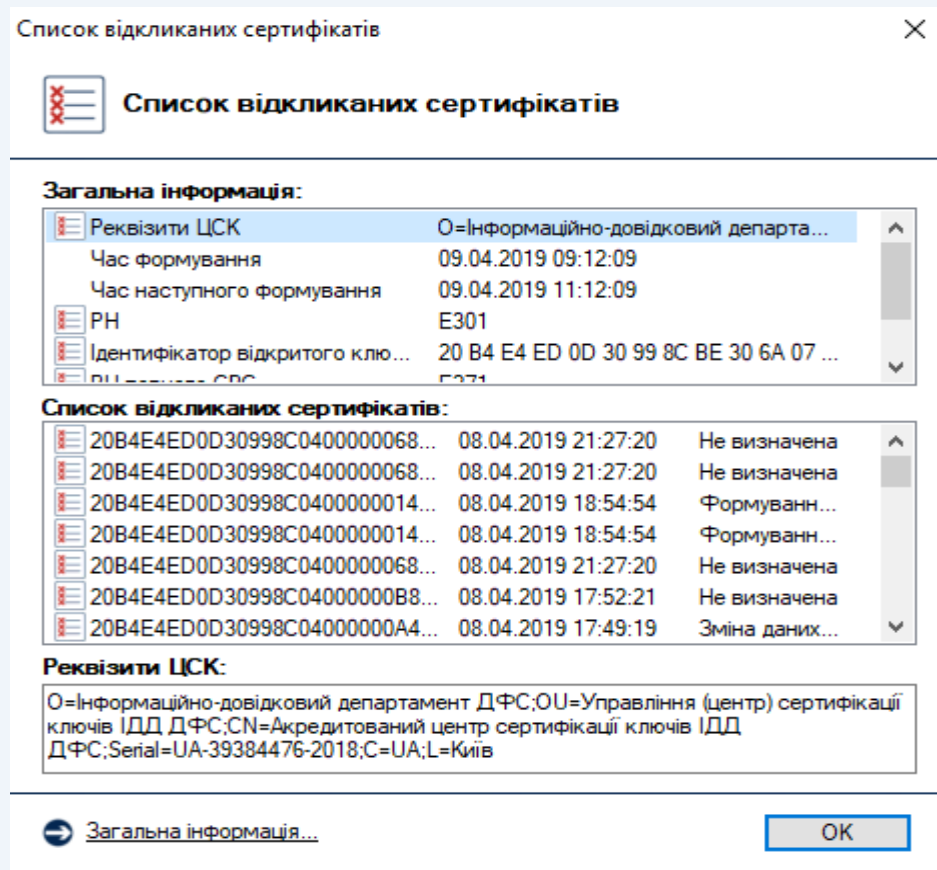 Список відкликаних сертифікатів
Список відкликаних сертифікатів
Загальна інформація:
Реквізити ЦСК О=Інформаційно-довідковий департа...
Час формування 09.04.2019 09:12:09
Час наступного формування 09.04.2019 11:12:09
РН E301
Ідентифікатор відкритого клю... 20 B4 E4 ED 0D 30 99 8C BE 30 6A 07 ...
Список відкликаних сертифікатів:
20B4E4ED0D30998C0400000068... 08.04.2019 21:27:20 Не визначена
20B4E4ED0D30998C0400000068... 08.04.2019 21:27:20 Не визначена
20B4E4ED0D30998C0400000014... 08.04.2019 18:54:54 Формуванн...
20B4E4ED0D30998C0400000014... 08.04.2019 18:54:54 Формуванн...
20B4E4ED0D30998C0400000068... 08.04.2019 21:27:20 Не визначена
20B4E4ED0D30998C04000000B8... 08.04.2019 17:52:21 Не визначена
20B4E4ED0D30998C04000000A4... 08.04.2019 17:49:19 Зміна даних...
Реквізити ЦСК:
О=Інформаційно-довідковий департамент ДФС;OU=Управління (центр) сертифікації
ключів ІДД ДФС;CN=Акредитований центр сертифікації ключів ІДД
ДФС;Serial=UA-39384476-2018;C=UA;L=Київ
Загальна інформація...
OK